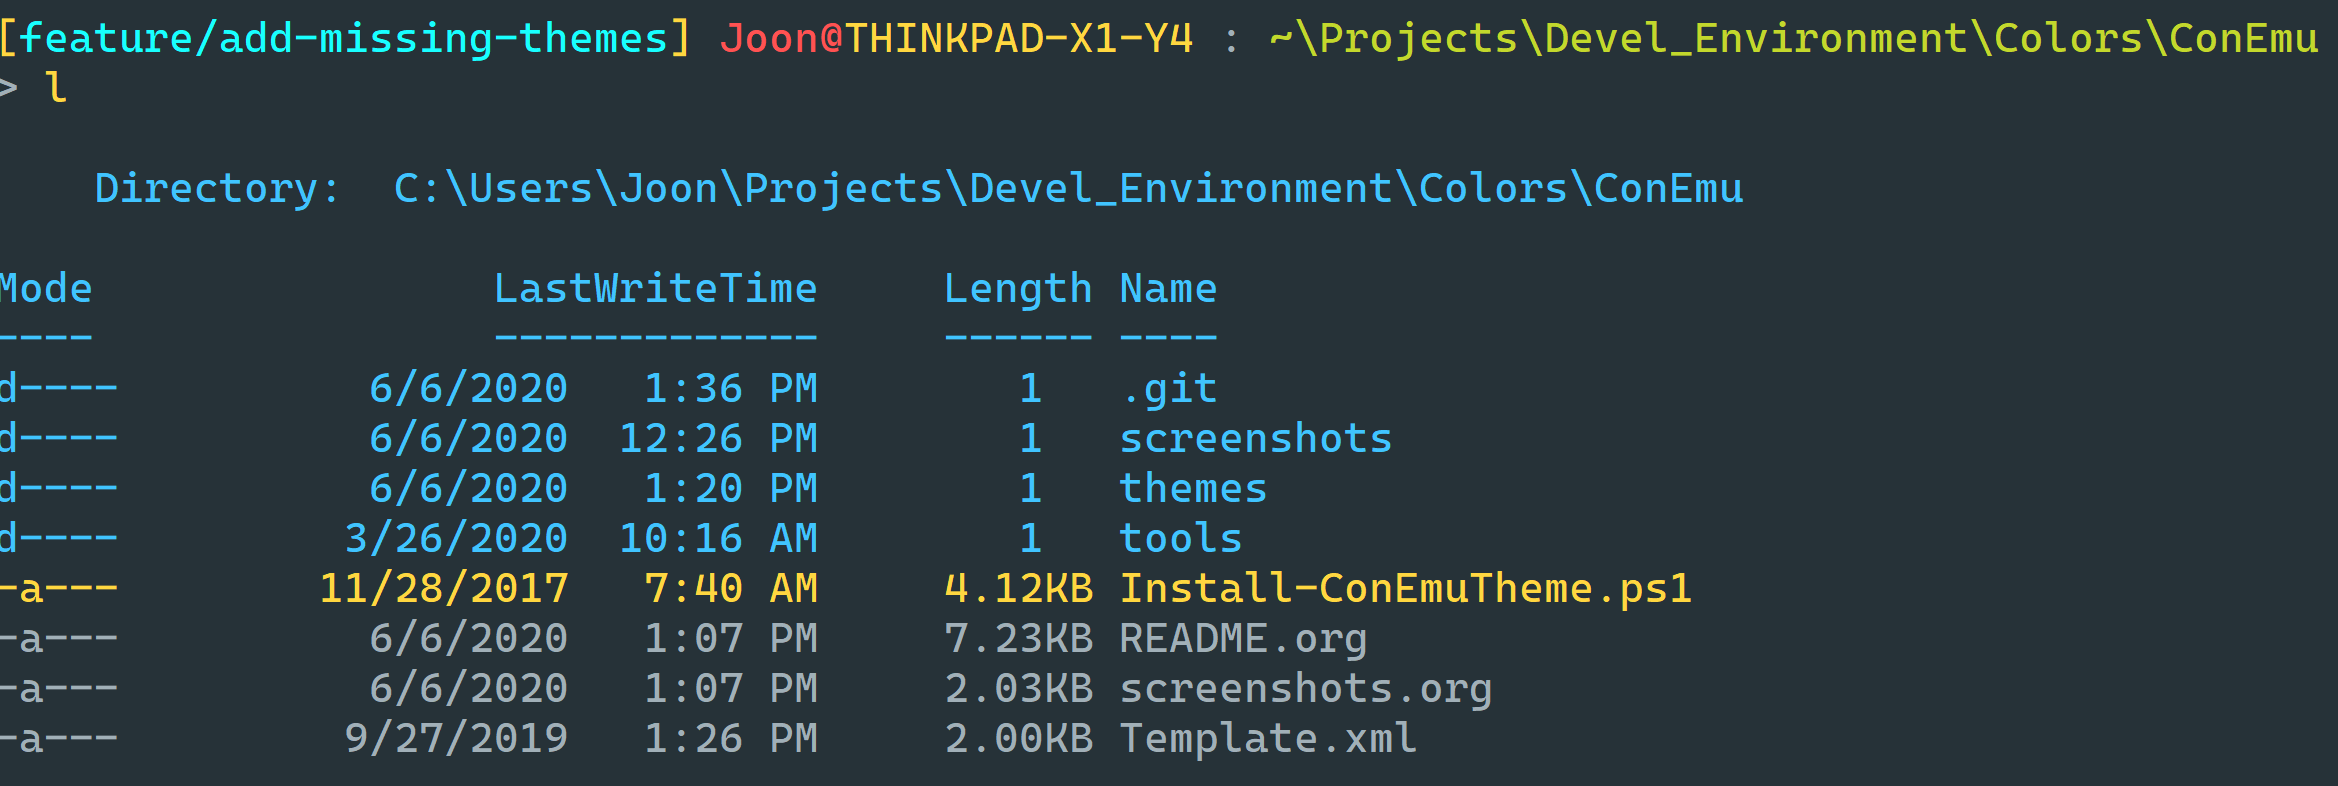 [feature/add-missing-themes] Joon@THINKPAD-X1-Y4 : ~\Projects\Devel_Environment\Colors\ConEmu
> l
Directory:  C:\Users\Joon\Projects\Devel_Environment\Colors\ConEmu
Mode                LastWriteTime     Length Name
----                -------------     ------ ----
d----          6/6/2020   1:36 PM        1   .git
d----          6/6/2020  12:26 PM        1   screenshots
d----          6/6/2020   1:20 PM        1   themes
d----         3/26/2020  10:16 AM        1   tools
-a---        11/28/2017   7:40 AM     4.12KB Install-ConEmuTheme.ps1
-a---          6/6/2020   1:07 PM     7.23KB README.org
-a---          6/6/2020   1:07 PM     2.03KB screenshots.org
-a---         9/27/2019   1:26 PM     2.00KB Template.xml